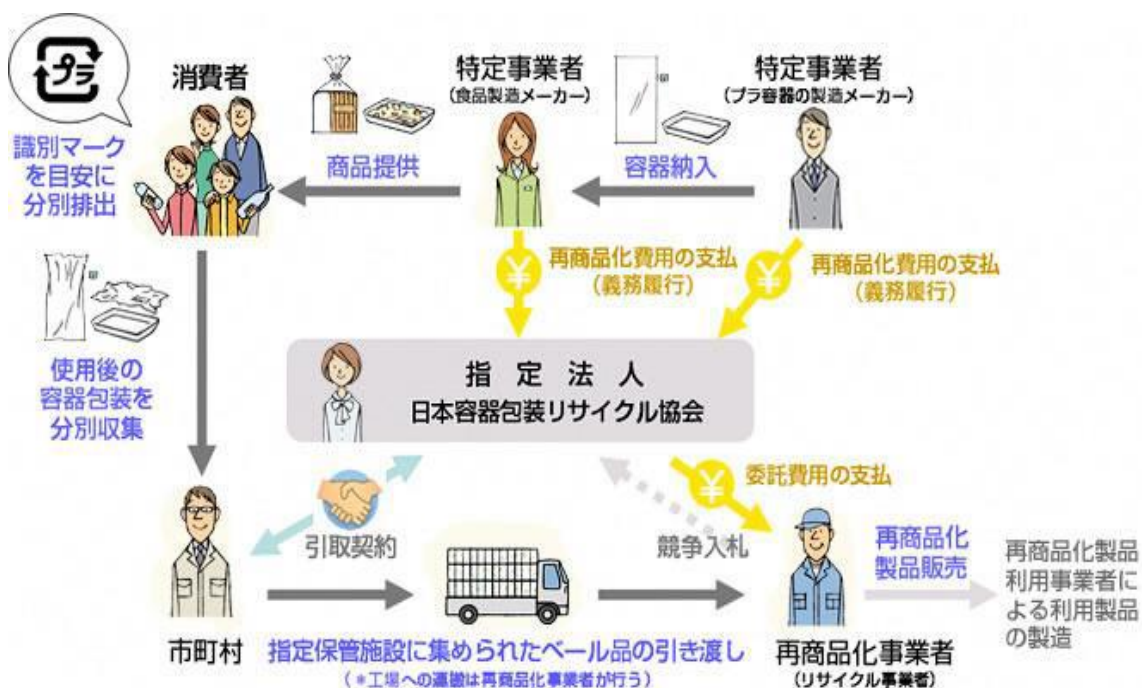 プラ
消費者
特定事業者
(食品製造メーカー)
特定事業者
(プラ容器の製造メーカー)
識別マーク
を目安に
分別排出
商品提供
容器納入
再商品化費用の支払
(義務履行)
再商品化費用の支払
(義務履行)
使用後の
容器包装を
分別収集
指定法人
日本容器包装リサイクル協会
委託費用の支払
引取契約
競争入札
再商品化
製品販売
再商品化製品
利用事業者に
よる利用製品
の製造
市町村
指定保管施設に集められたベール品の引き渡し
(*工場への運搬は再商品化事業者が行う)
再商品化事業者
(リサイクル事業者)